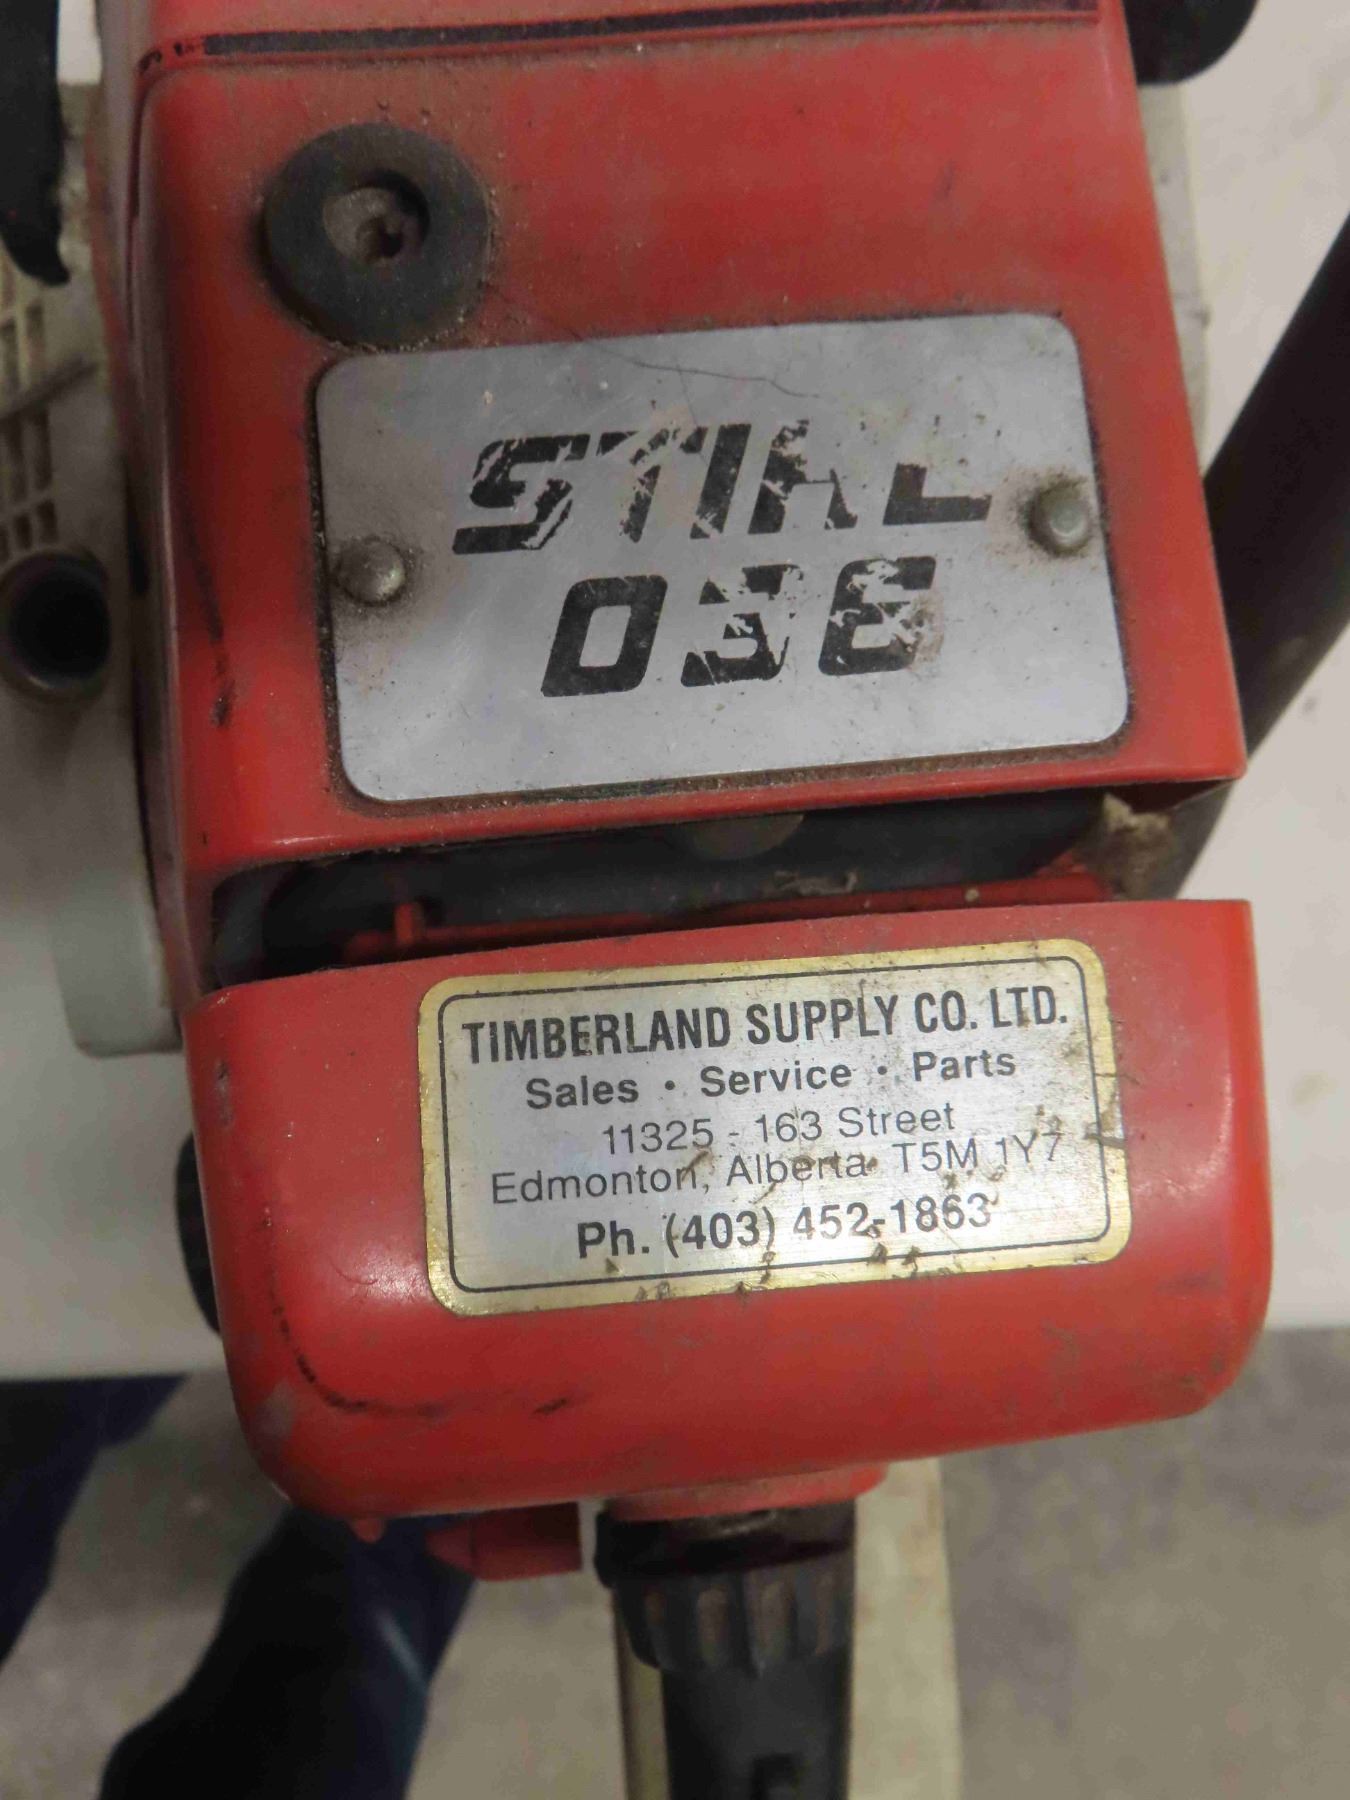 STIHL
036
TIMBERLAND SUPPLY CO. LTD.
Sales • Service • Parts
11325 - 163 Street
Edmonton, Alberta T5M 1Y7
Ph. (403) 452-1863